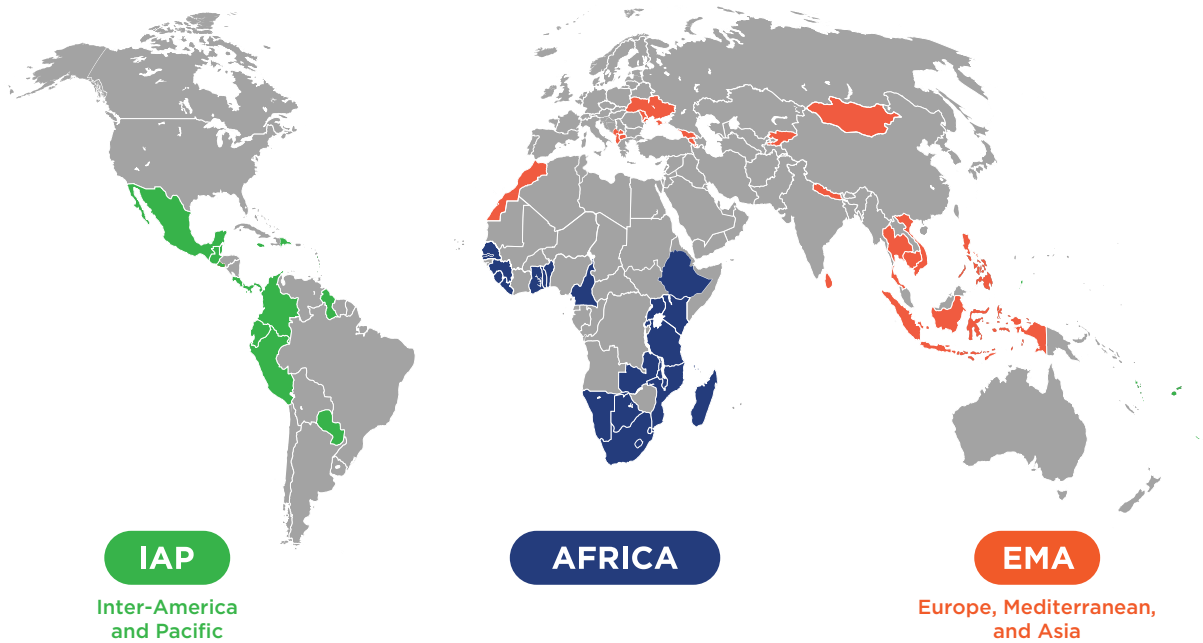 IAP
Inter-America
and Pacific
AFRICA
EMA
Europe, Mediterranean,
and Asia